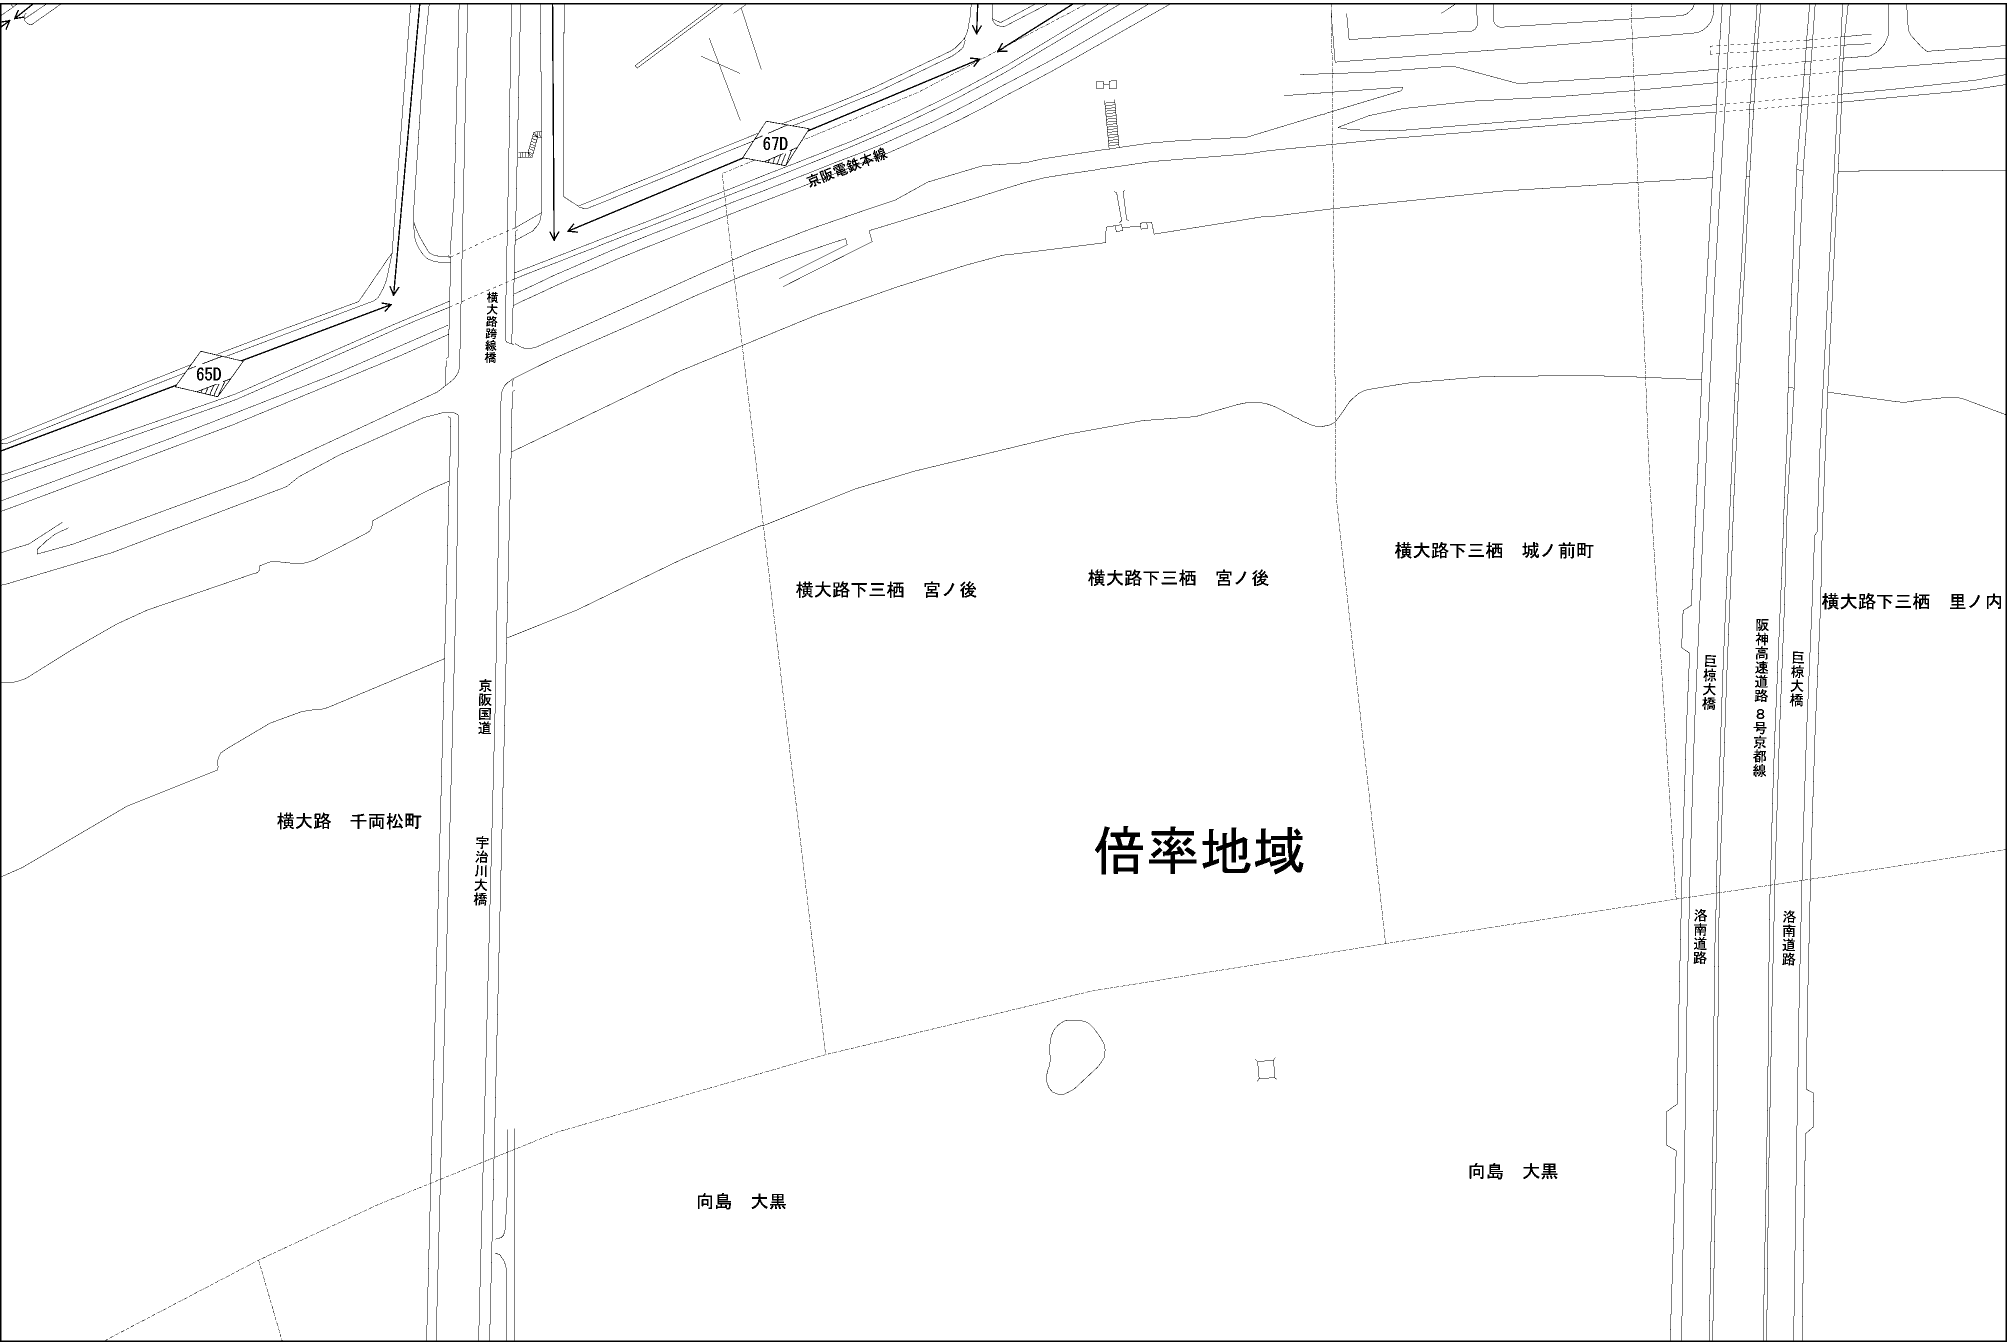 67D
京阪電鉄本線
横大路跨線橋
65D
横大路下三栖　城ノ前町
横大路下三栖　宮ノ後
横大路下三栖　宮ノ後
横大路下三栖　里ノ内
京阪国道
巨椋大橋
阪神高速道路８号京都線
巨椋大橋
横大路　千両松町
宇治川大橋
倍率地域
洛南道路
洛南道路
向島　大黒
向島　大黒